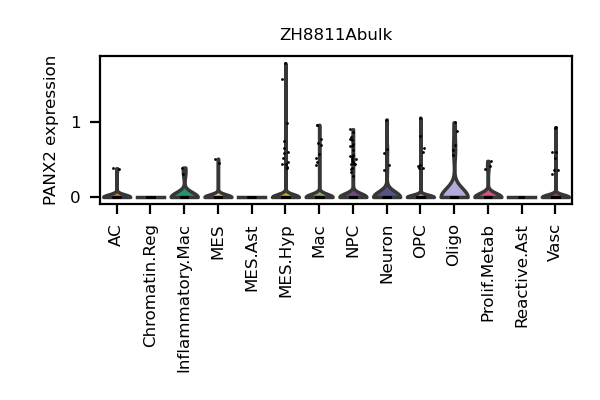 ZH8811Abulk
PANX2 expression
1
0
AC
Chromatin.Reg
Inflammatory.Mac
MES
MES.Ast
MES.Hyp
Mac
NPC
Neuron
OPC
Oligo
Prolif.Metab
Reactive.Ast
Vasc